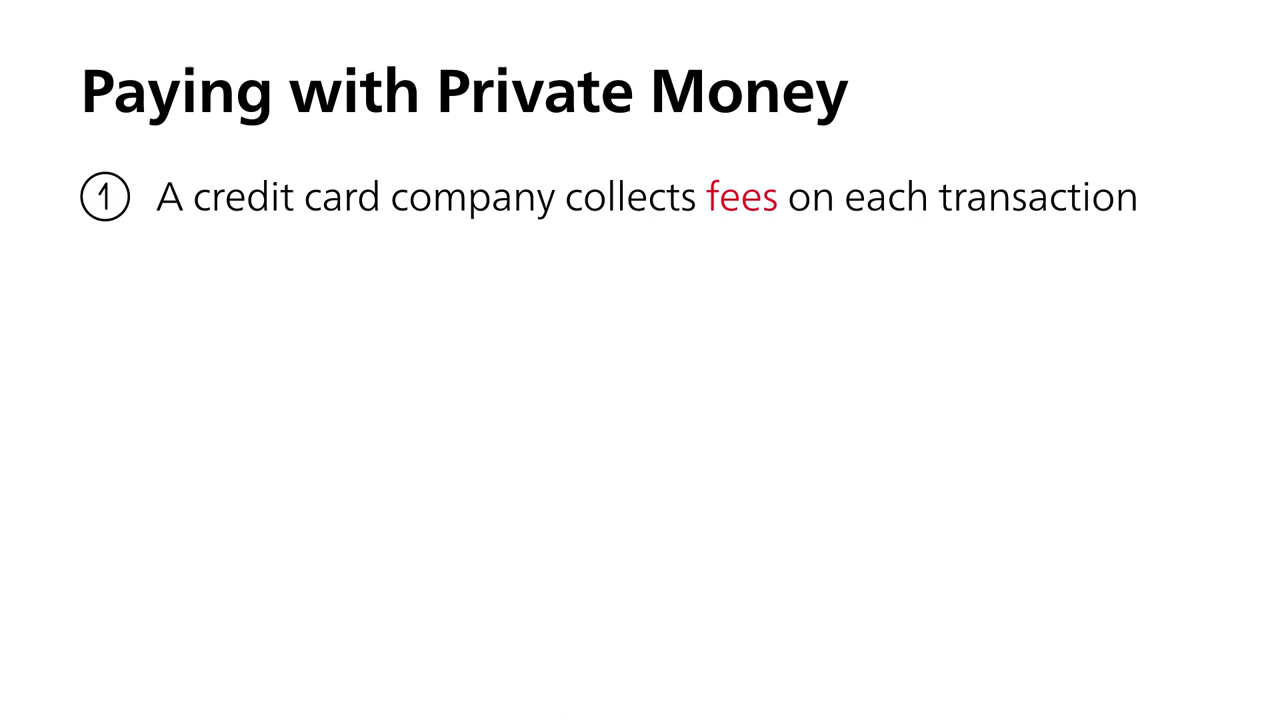 Paying with Private Money
1 A credit card company collects fees on each transaction